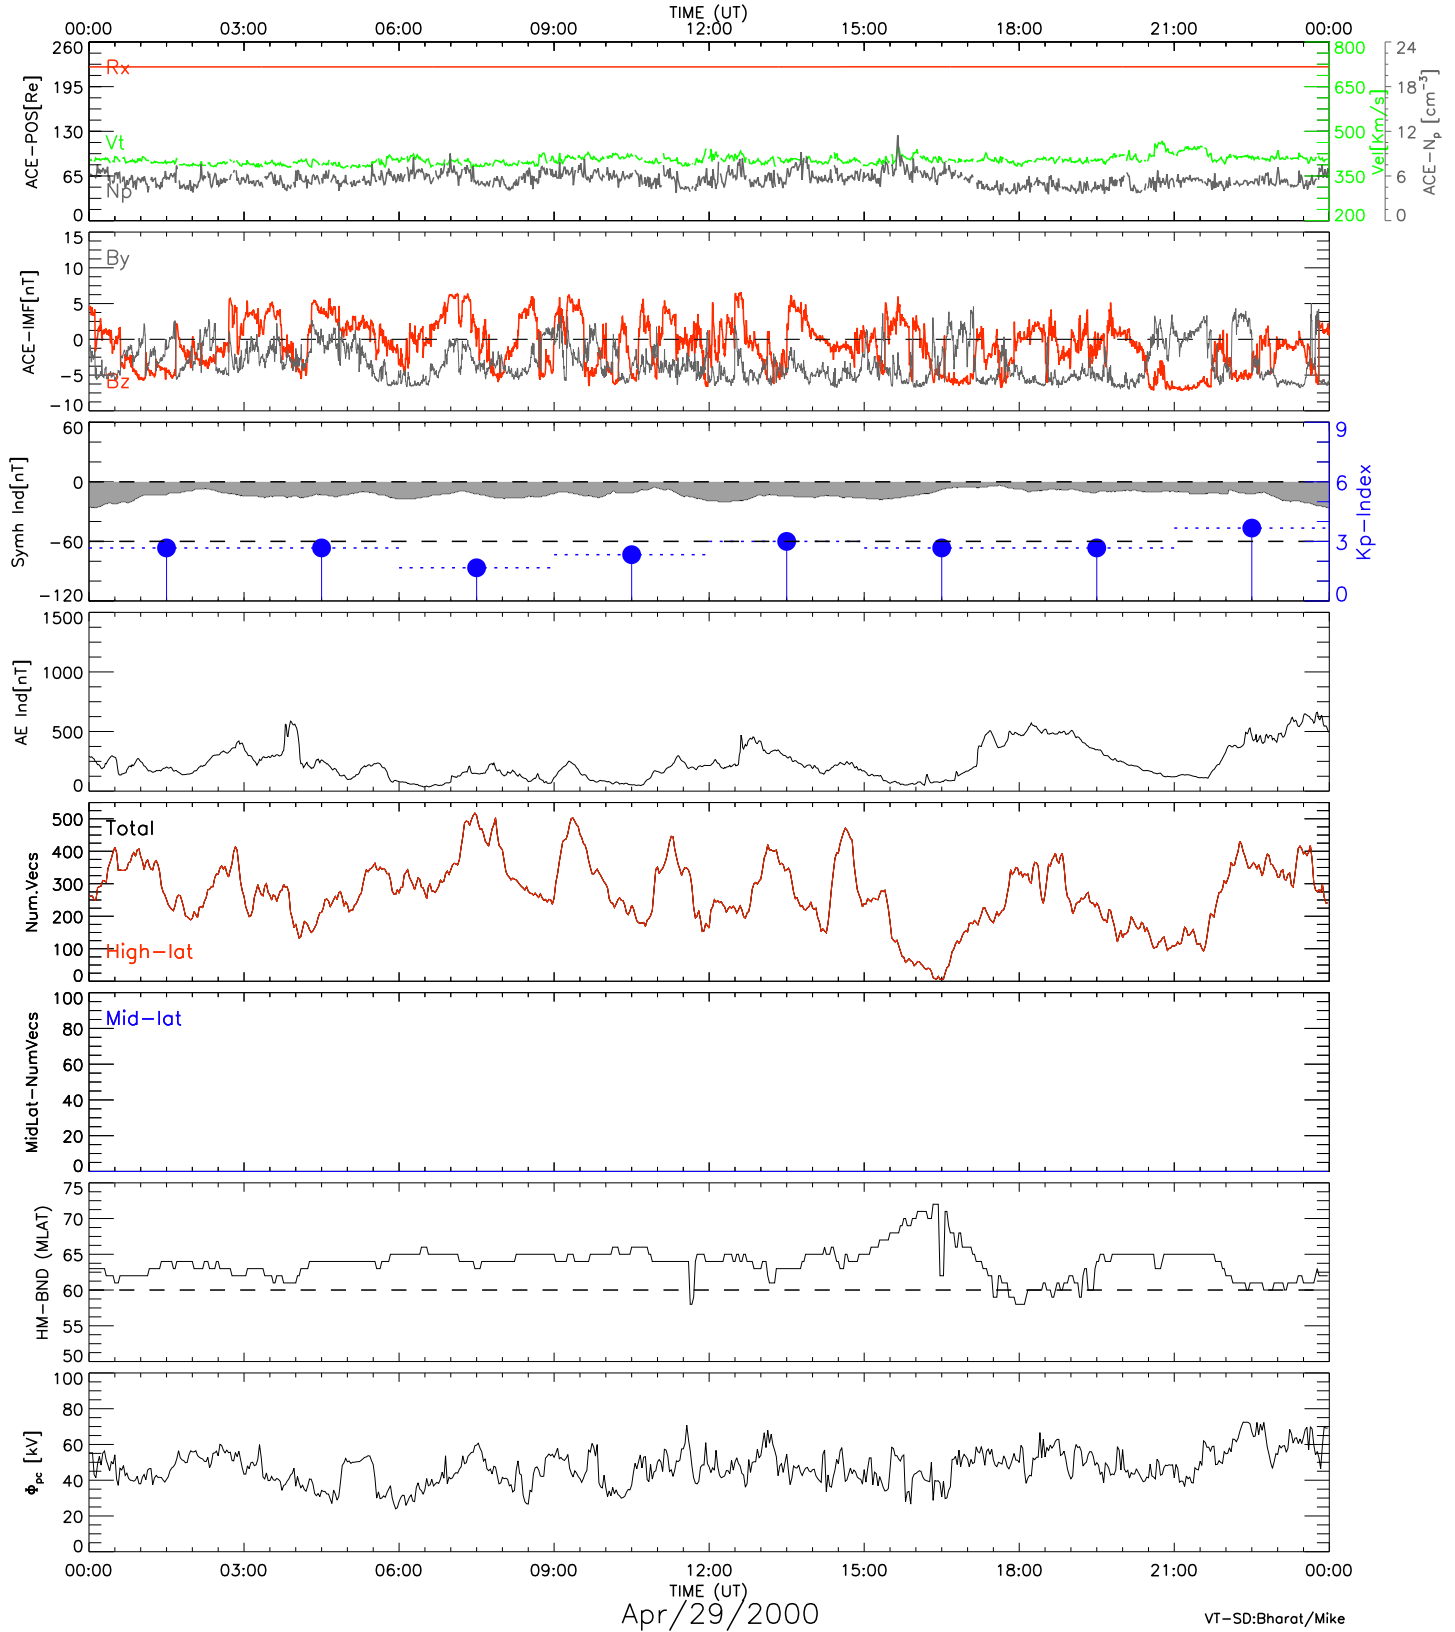 TIME (UT)
00:00 03:00 06:00 09:00 12:00 15:00 18:00 21:00 00:00
ACE-POS[Re]
260
195
130
65
0
Rx
Vt
Np
800
650
500
350
200
Vel[Km/s]
24
18
12
6
0
ACE-Np [cm-3]
ACE-IMF[nT]
15
10
5
0
-5
-10
By
Bz
Symh Ind[nT]
60
0
-60
-120
9
6
3
0
Kp-Index
AE Ind[nT]
1500
1000
500
0
Num.Vecs
500
400
300
200
100
0
Total
High-lat
MidLat-NumVecs
100
80
60
40
20
0
Mid-lat
HM-BND (MLAT)
75
70
65
60
55
50
Φpc [kV]
100
80
60
40
20
0
00:00 03:00 06:00 09:00 12:00 15:00 18:00 21:00 00:00
TIME (UT)
Apr/29/2000
VT-SD:Bharat/Mike